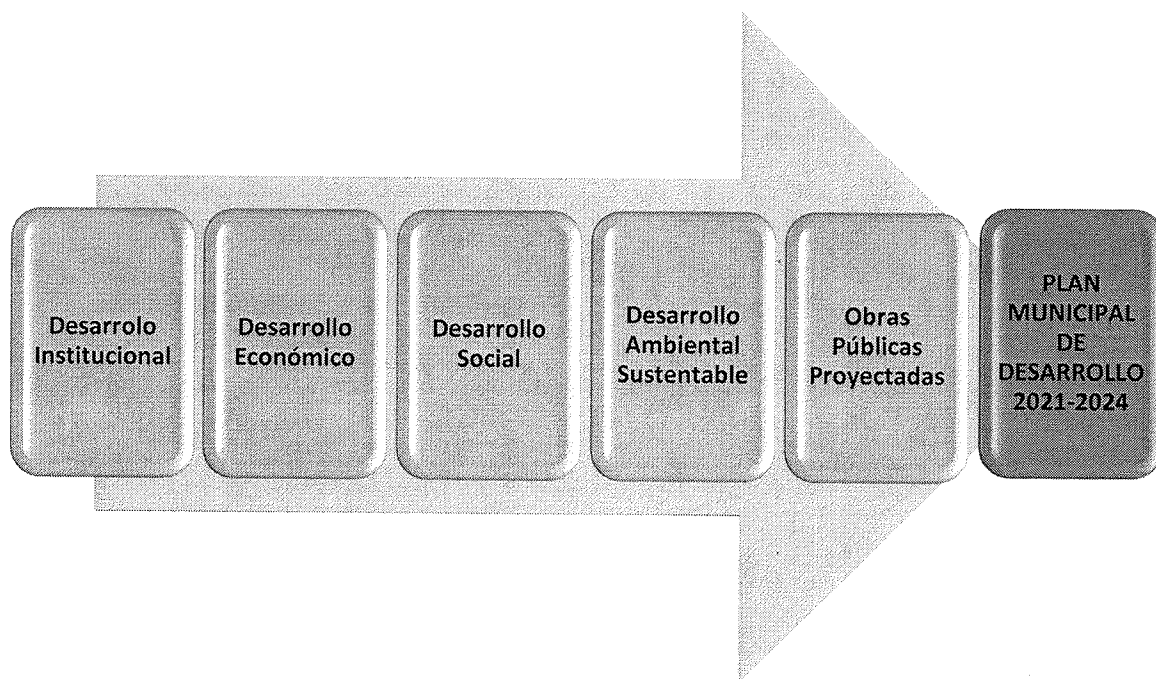 Desarrolo
Institucional
Desarrollo
Económico
Desarrollo
Social
Desarrollo
Ambiental
Sustentable
Obras
Públicas
Proyectadas
PLAN
MUNICIPAL
DE
DESARROLLO
2021-2024